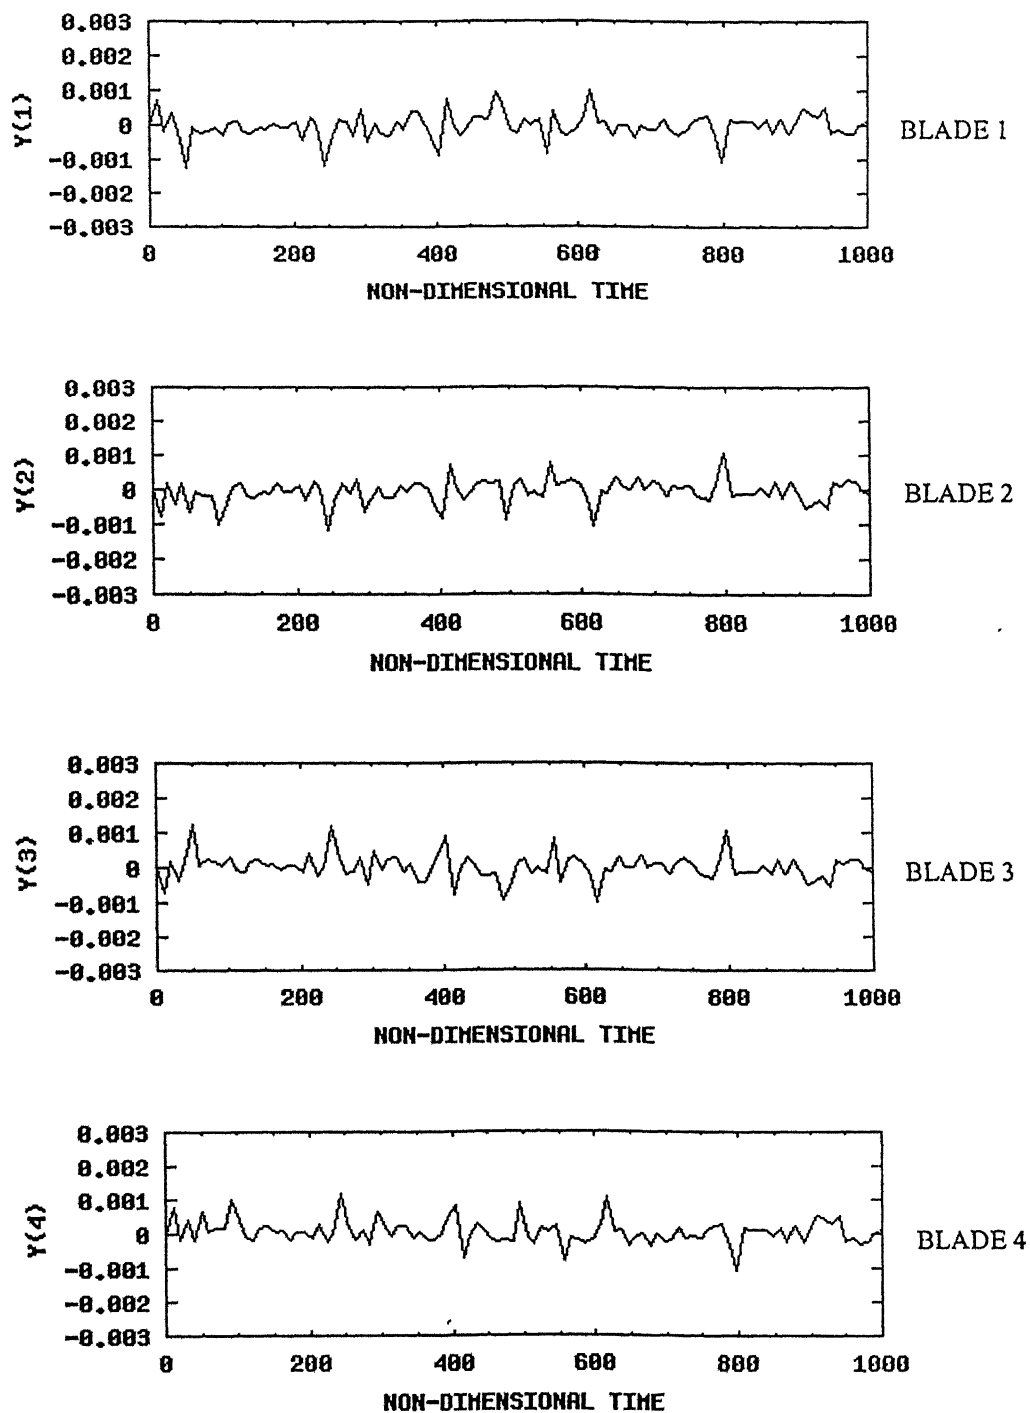 0.003
0.002
0.001
0
-0.001
-0.002
-0.003
Y(1)
0 200 400 600 800 1000
NON-DIMENSIONAL TIME
BLADE 1
0.003
0.002
0.001
0
-0.001
-0.002
-0.003
Y(2)
0 200 400 600 800 1000
NON-DIMENSIONAL TIME
BLADE 2
0.003
0.002
0.001
0
-0.001
-0.002
-0.003
Y(3)
0 200 400 600 800 1000
NON-DIMENSIONAL TIME
BLADE 3
0.003
0.002
0.001
0
-0.001
-0.002
-0.003
Y(4)
0 200 400 600 800 1000
NON-DIMENSIONAL TIME
BLADE 4